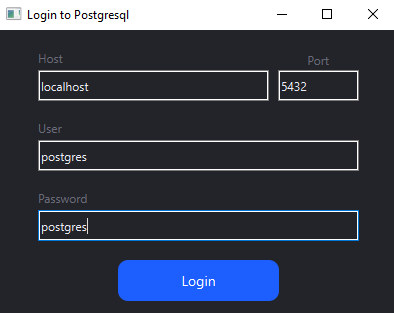 Login to Postgresql
Host
Port
localhost
5432
User
postgres
Password
postgres
Login